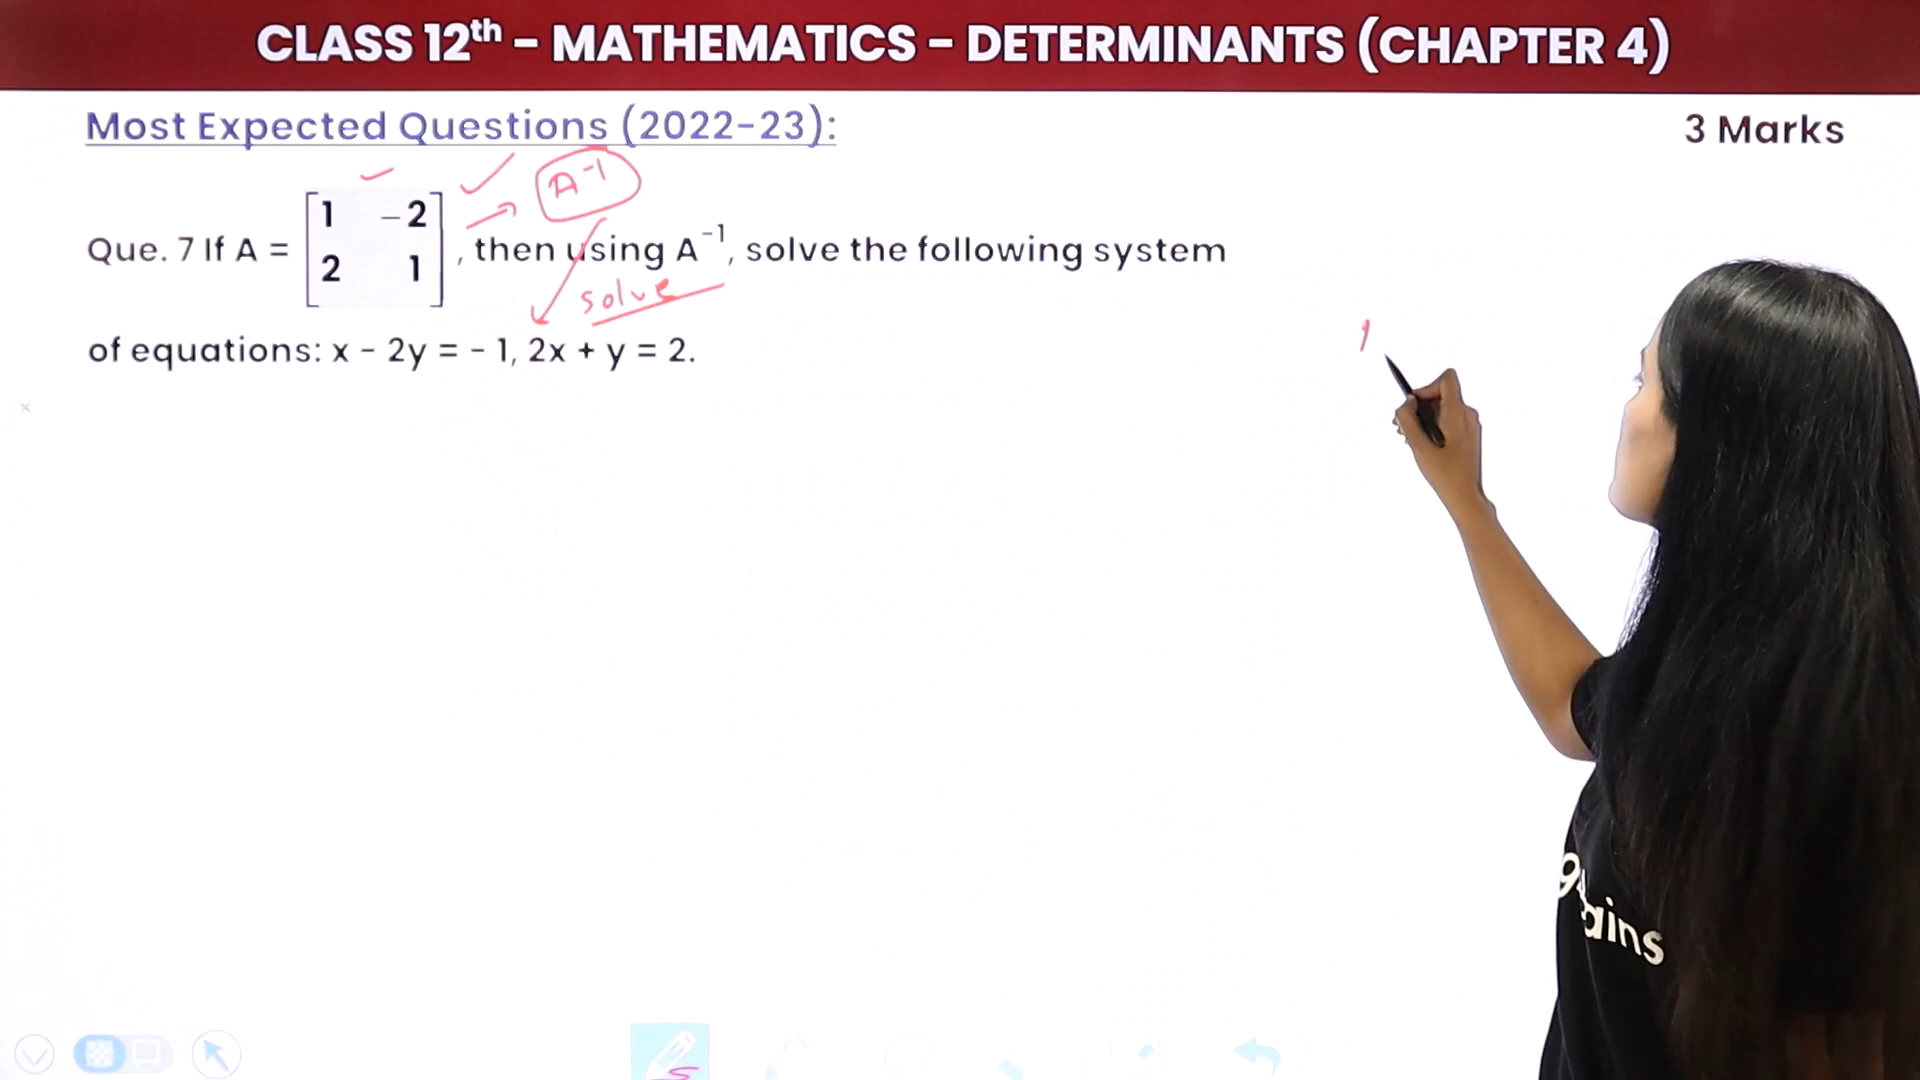 CLASS 12th – MATHEMATICS – DETERMINANTS (CHAPTER 4)
Most Expected Questions (2022-23):
3 Marks
A⁻¹
Que. 7 If A = [1 -2
2 1], then using A⁻¹, solve the following system
solve
of equations: x - 2y = - 1, 2x + y = 2.
ains